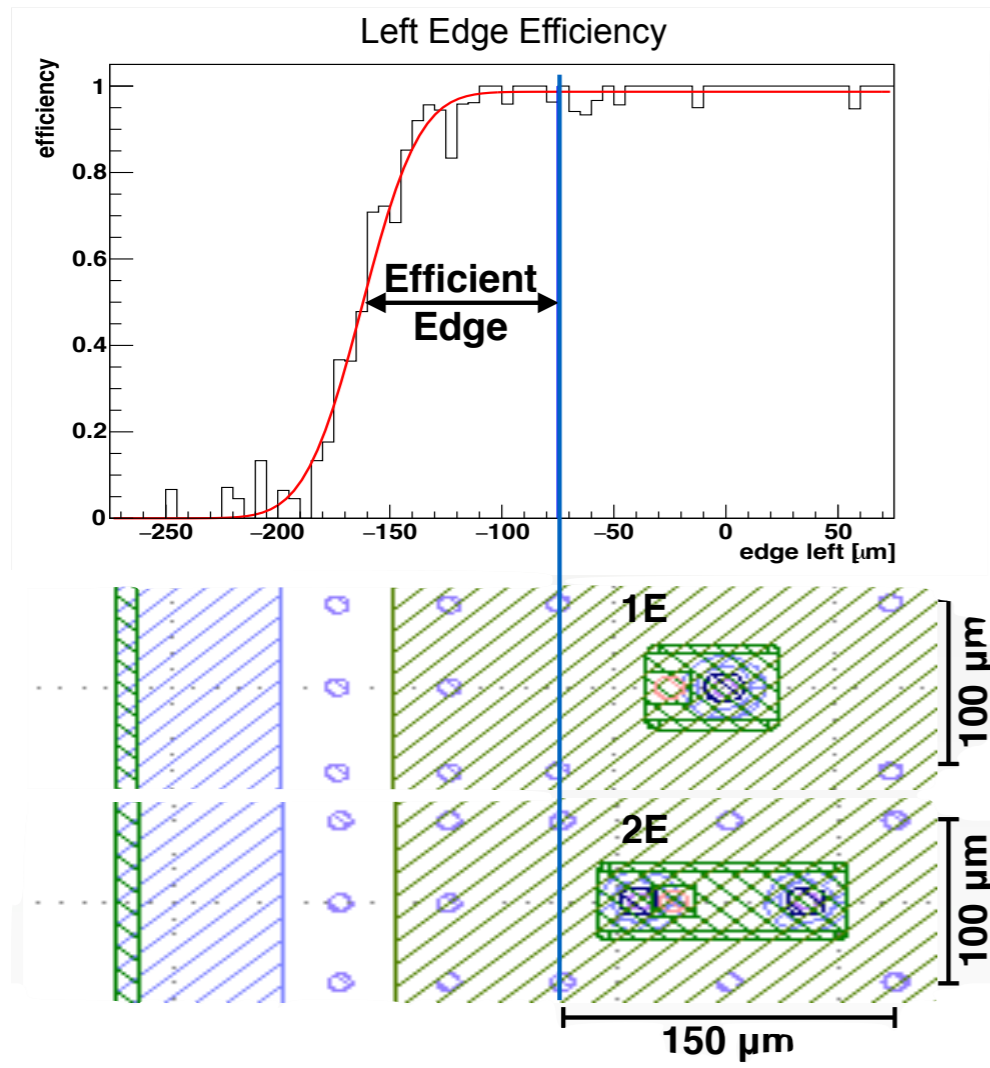 Left Edge Efficiency
efficiency
1
0.8
0.6
0.4
0.2
0
Efficient
Edge
−250 −200 −150 −100 −50 0 50
edge left [μm]
1E
100 μm
2E
100 μm
150 μm